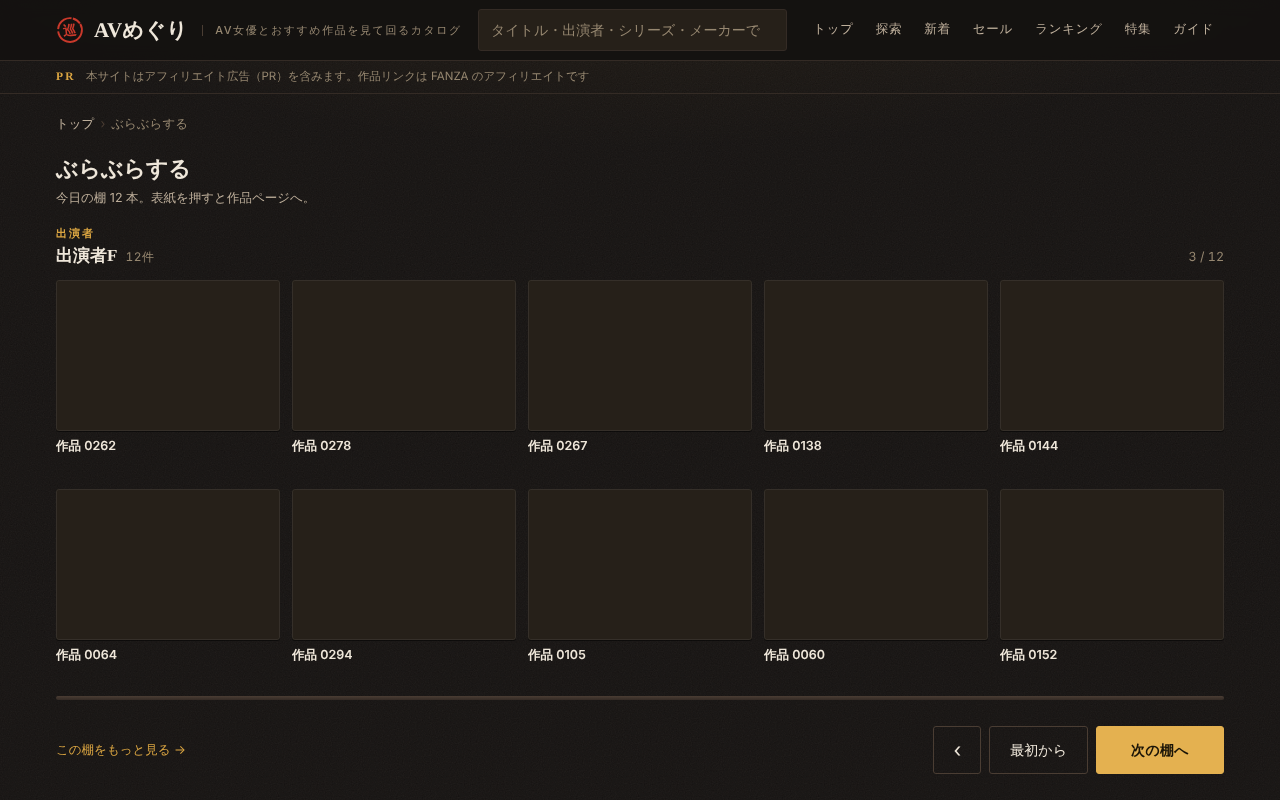 巡 AVめぐり AV女優とおすすめ作品を見て回るカタログ タイトル・出演者・シリーズ・メーカーで トップ 探索 新着 セール ランキング 特集 ガイド
PR 本サイトはアフィリエイト広告（PR）を含みます。作品リンクは FANZA のアフィリエイトです
トップ › ぶらぶらする
ぶらぶらする
今日の棚 12 本。表紙を押すと作品ページへ。
出演者
出演者F 12件 3 / 12
作品 0262 作品 0278 作品 0267 作品 0138 作品 0144
作品 0064 作品 0294 作品 0105 作品 0060 作品 0152
この棚をもっと見る → ‹ 最初から 次の棚へ